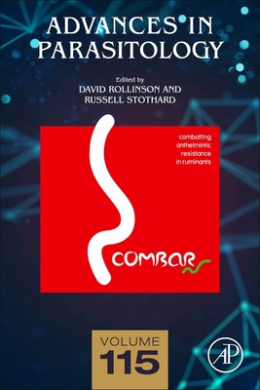 ADVANCES IN
PARASITOLOGY
Edited by
DAVID ROLLINSON AND
RUSSELL STOTHARD
combatting
anthelmintic
resistance
in ruminants
COMBAR
VOLUME
115
AP